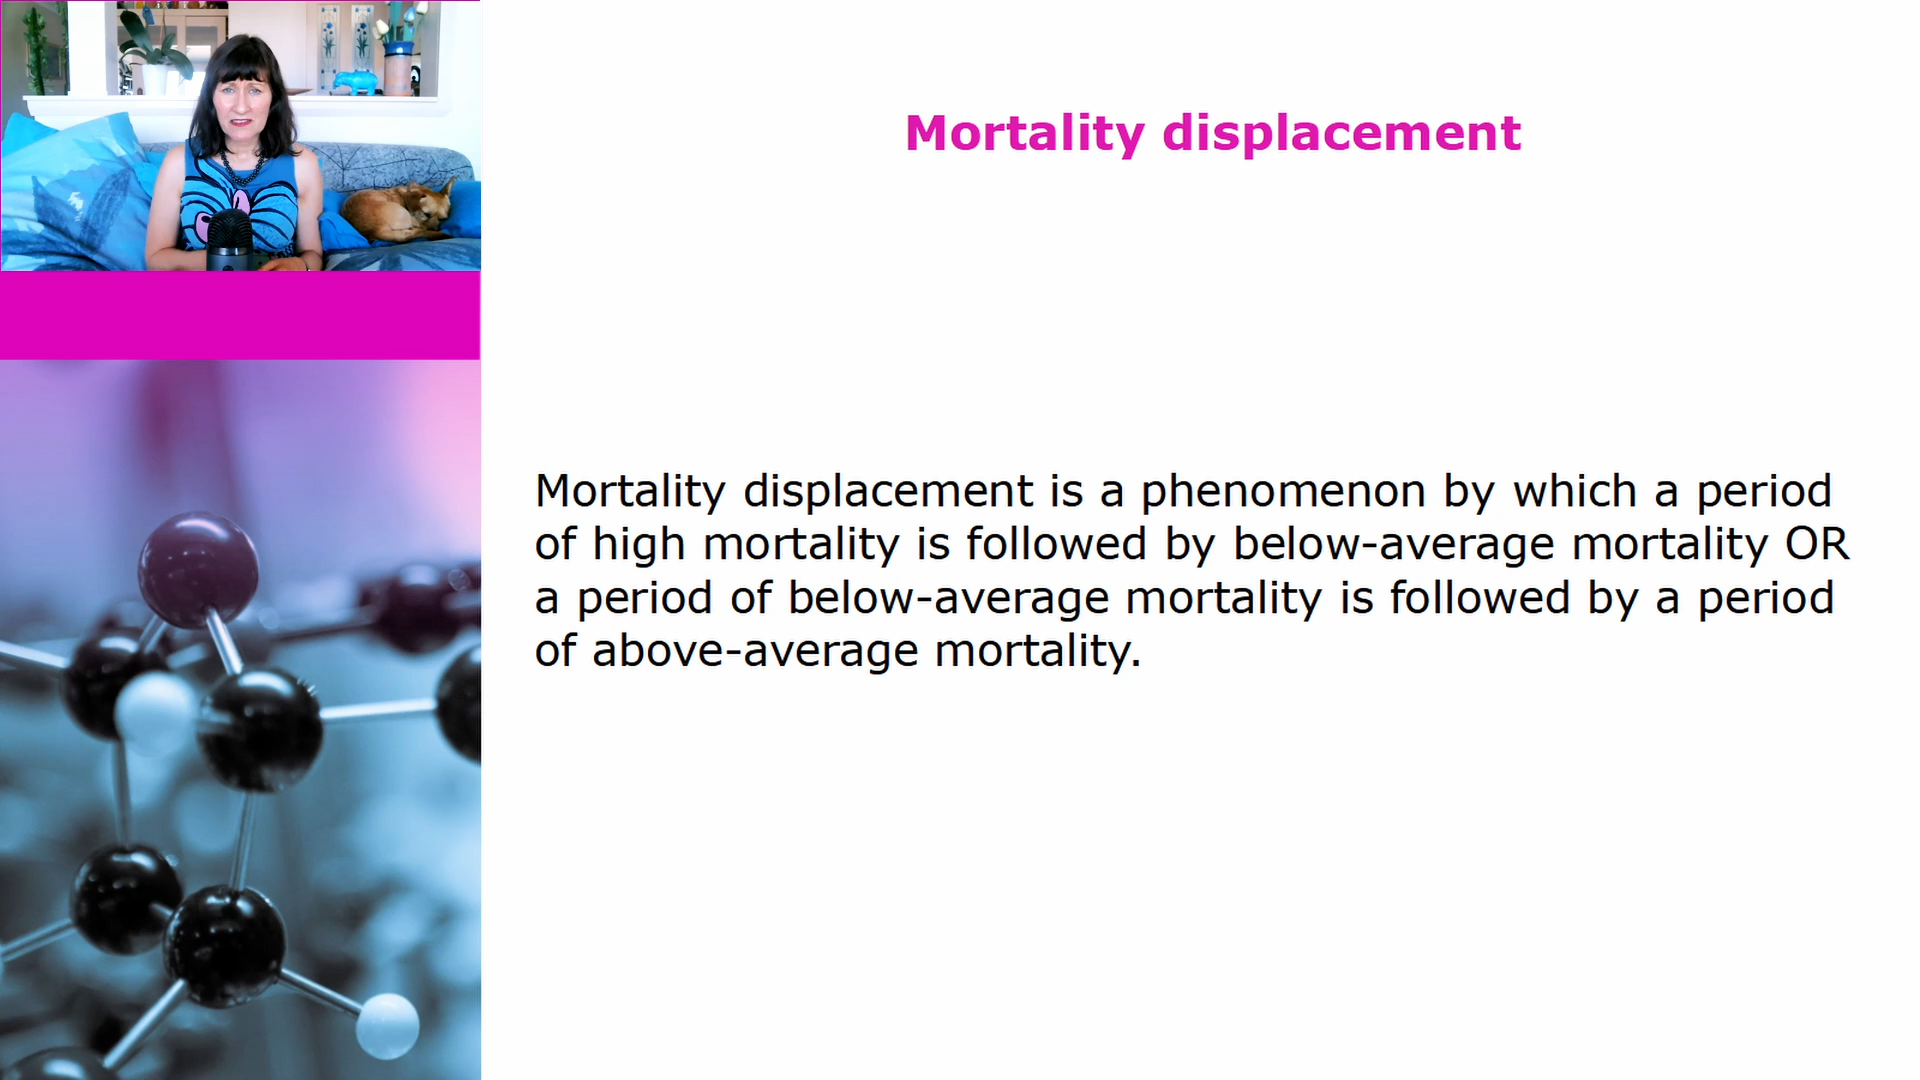 Mortality displacement
Mortality displacement is a phenomenon by which a period
of high mortality is followed by below-average mortality OR
a period of below-average mortality is followed by a period
of above-average mortality.